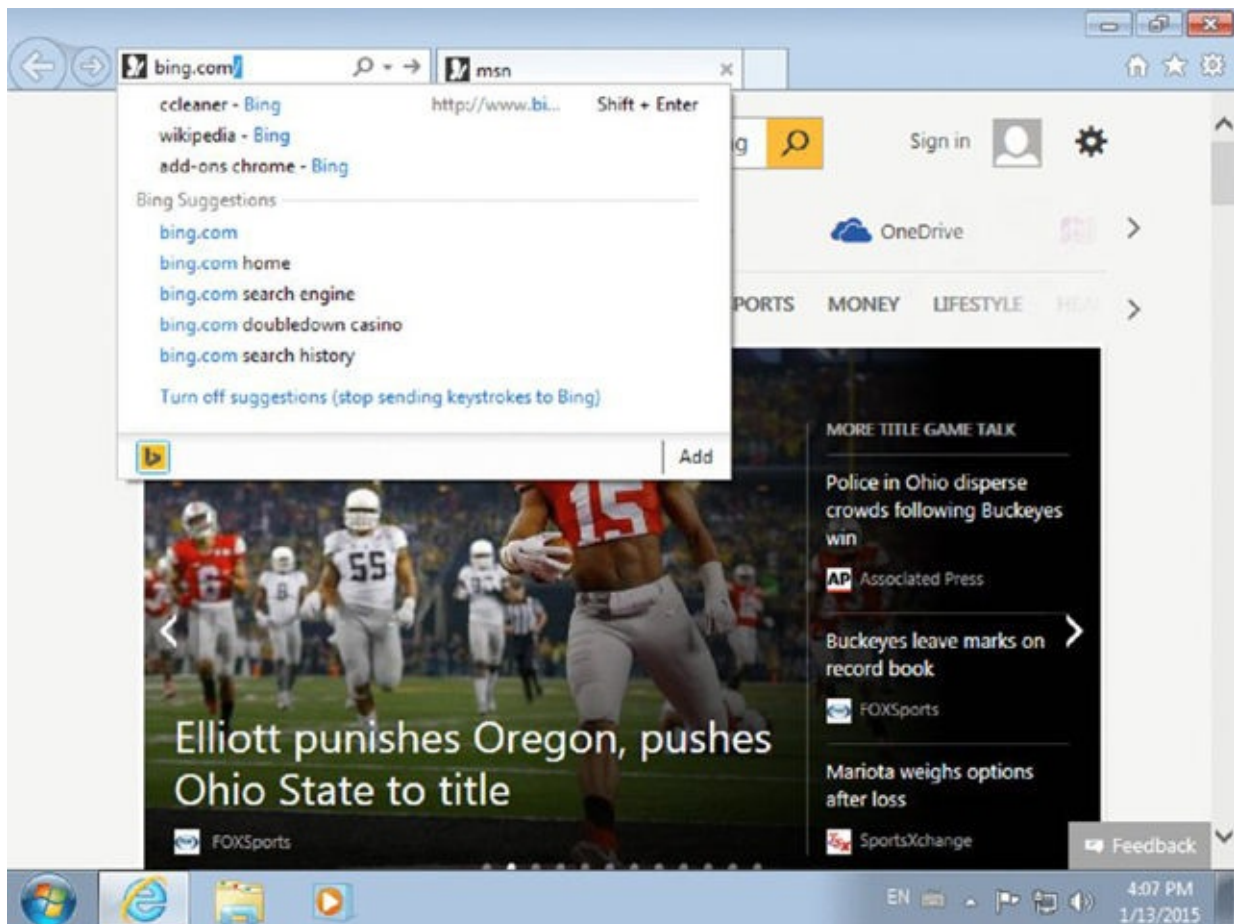 bing.com/
msn
ccleaner - Bing http://www.bi... Shift + Enter
wikipedia - Bing
add-ons chrome - Bing
Bing Suggestions
bing.com
bing.com home
bing.com search engine
bing.com doubledown casino
bing.com search history
Turn off suggestions (stop sending keystrokes to Bing)
Add
Sign in
OneDrive
PORTS MONEY LIFESTYLE
MORE TITLE GAME TALK
Police in Ohio disperse
crowds following Buckeyes
win
AP Associated Press
Buckeyes leave marks on
record book
FOXSports
Mariota weighs options
after loss
SportsXchange
15
55
6
Elliott punishes Oregon, pushes
Ohio State to title
FOXSports
Feedback
EN
4:07 PM
1/13/2015